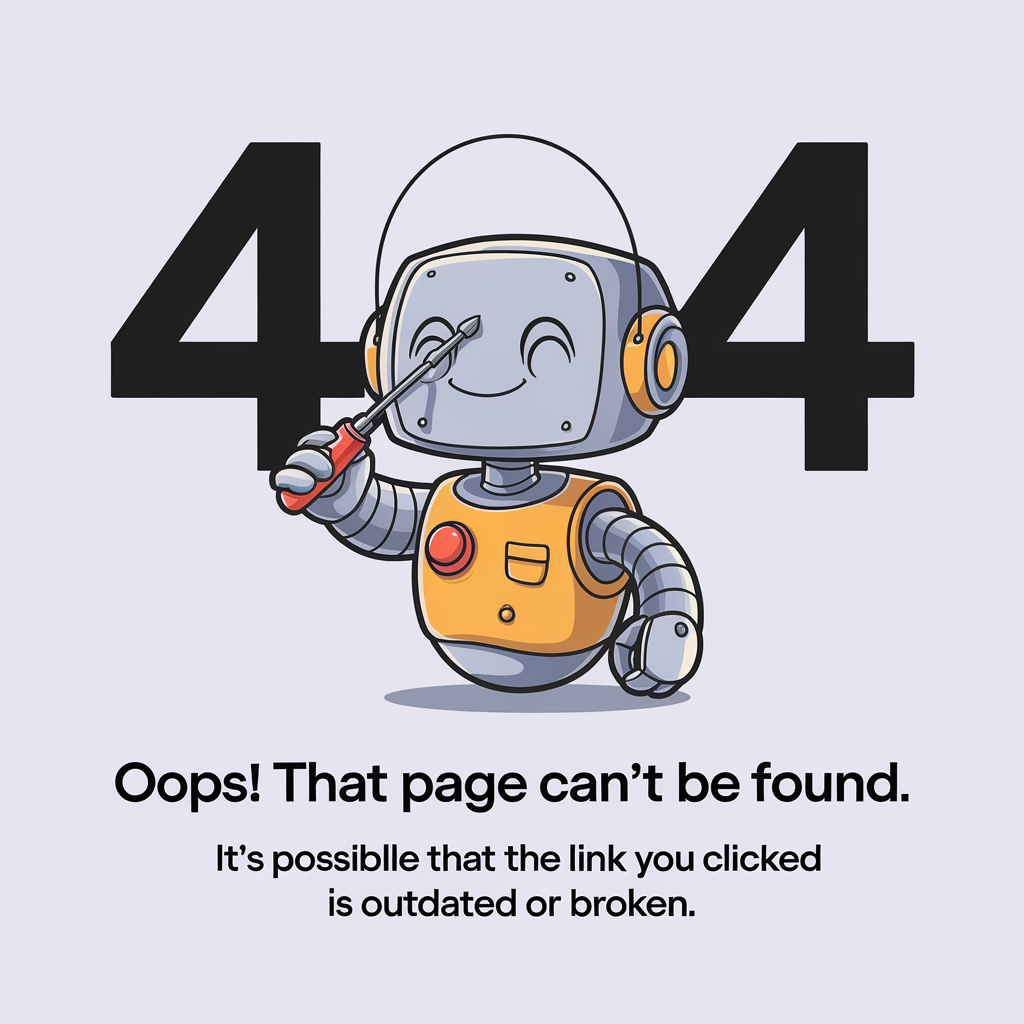 4 4
Oops! That page can't be found.
It's possiblle that the link you clicked
is outdated or broken.